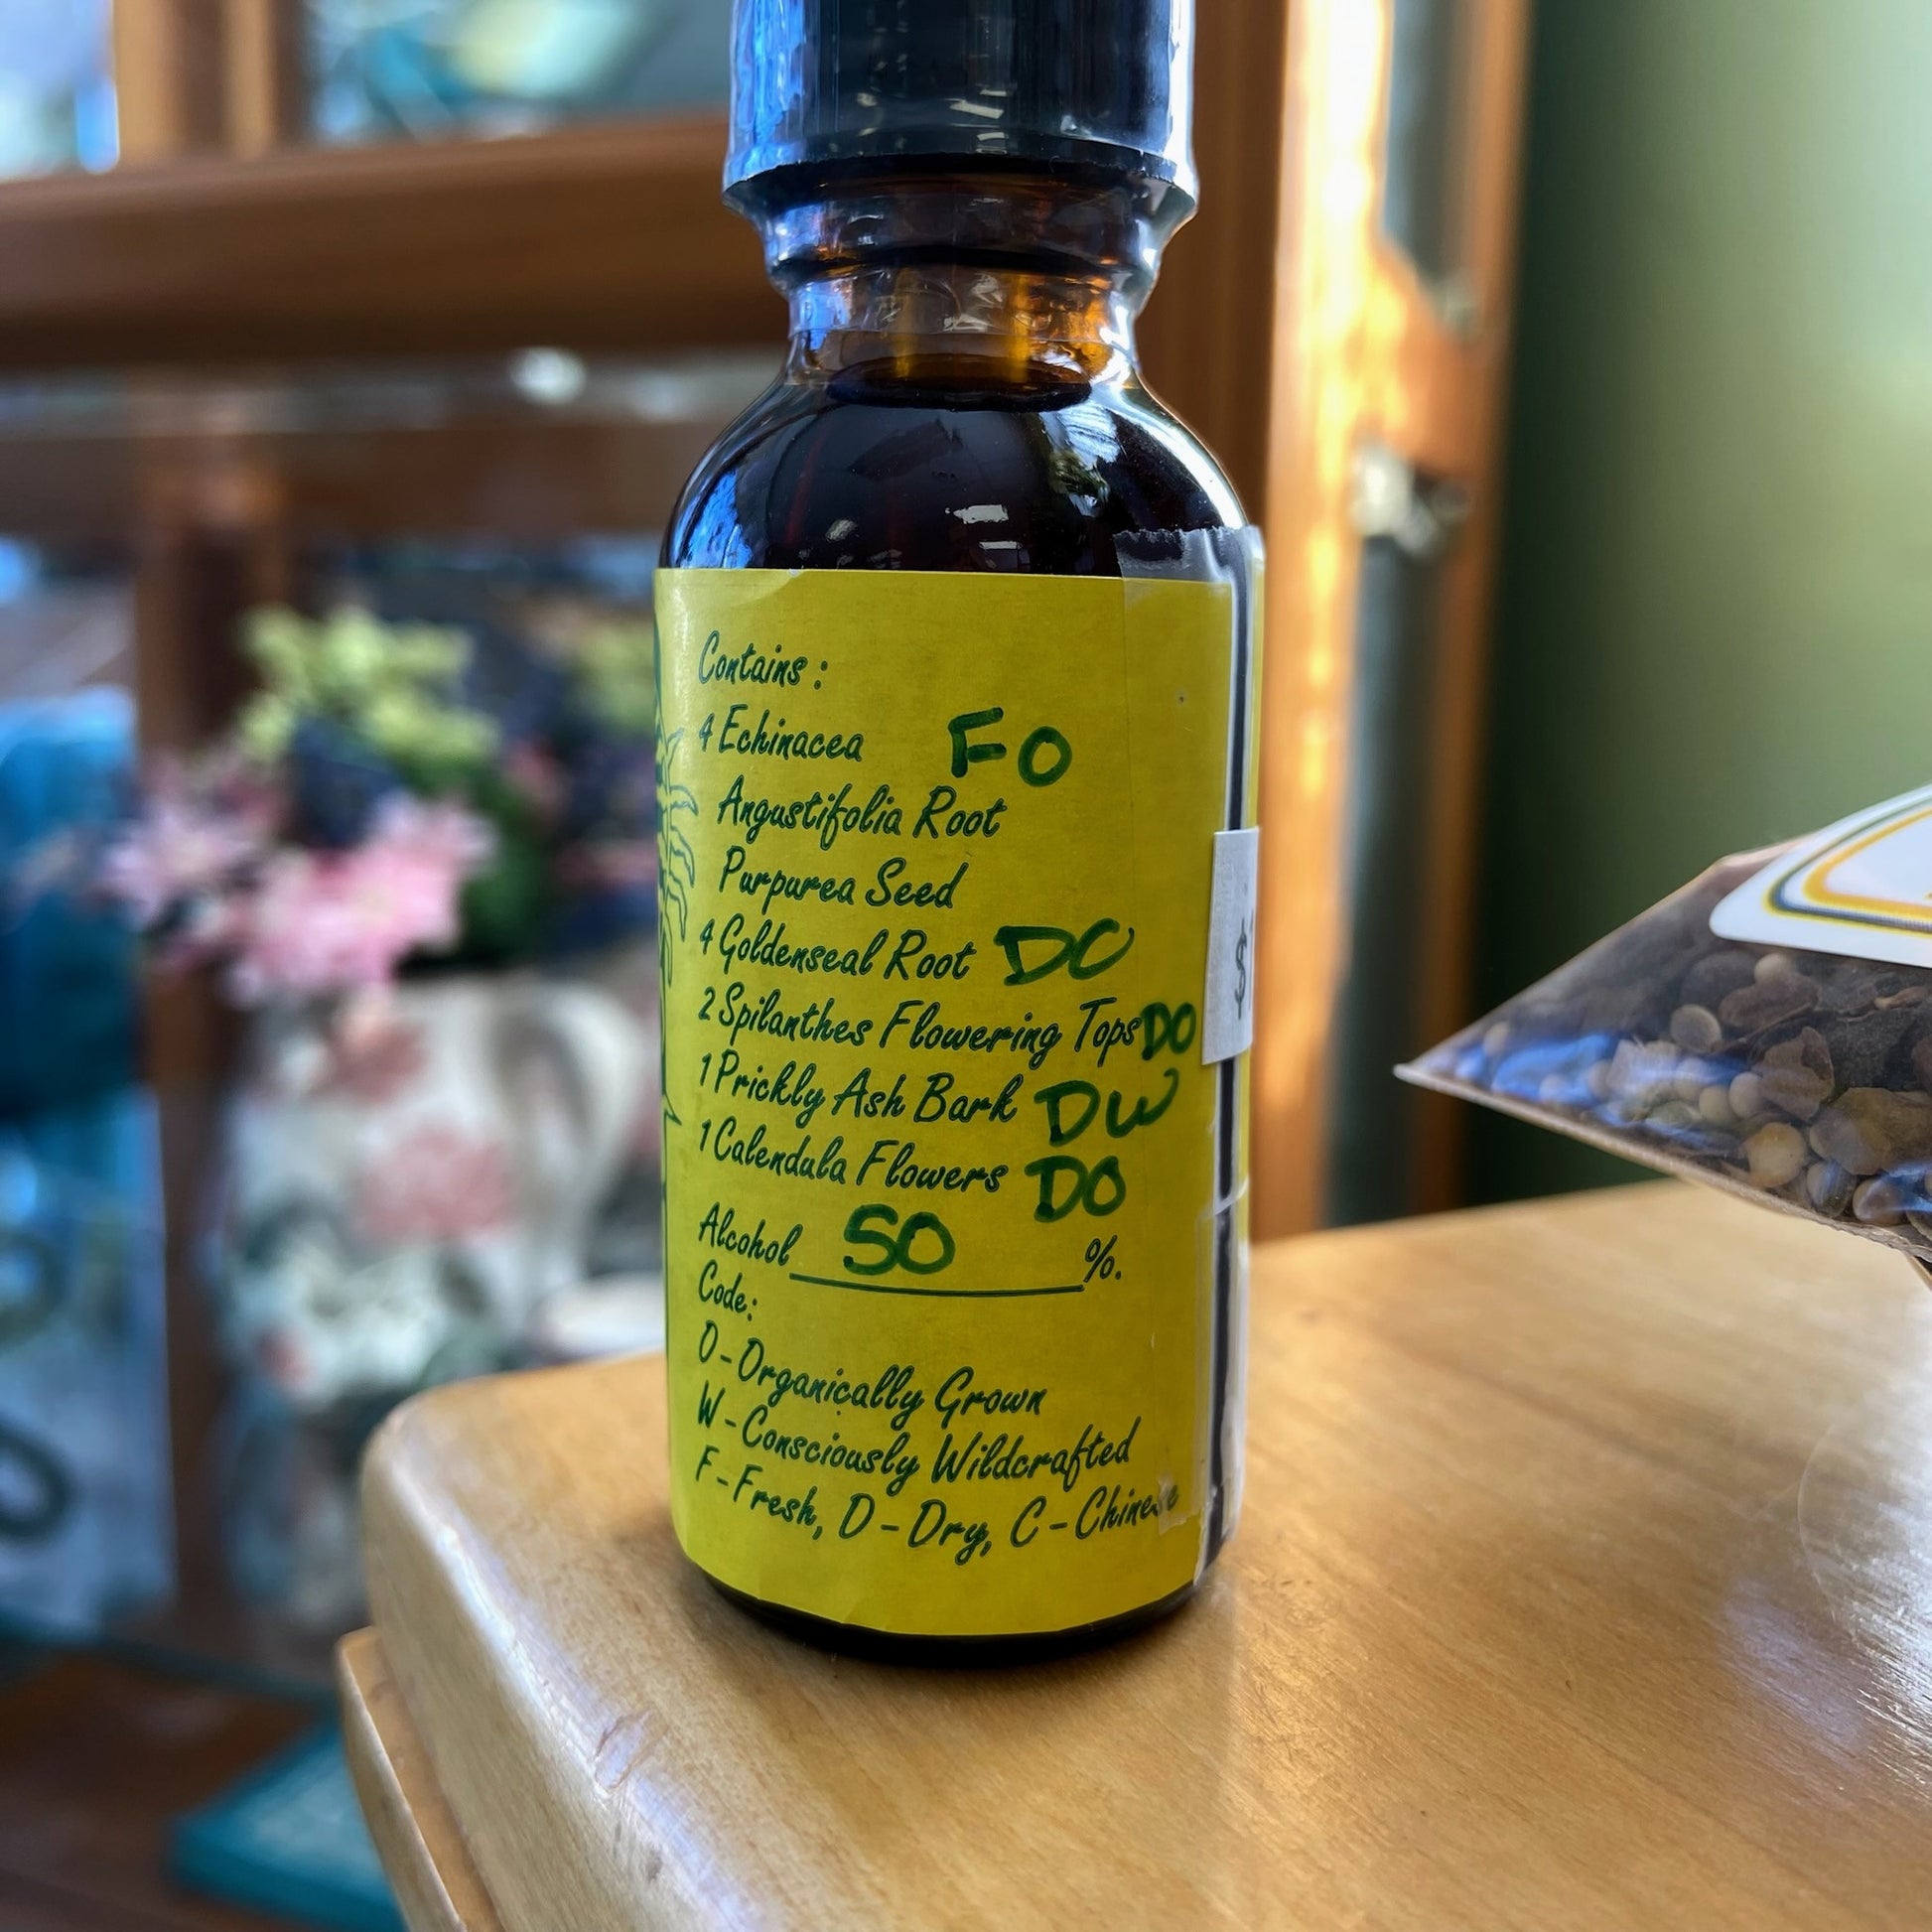 Contains :
4 Echinacea FO
Angustifolia Root
Purpurea Seed
4 Goldenseal Root DO
2 Spilanthes Flowering Tops DO
1 Prickly Ash Bark DW
1 Calendula Flowers DO
Alcohol 50 %.
Code:
O - Organically Grown
W - Consciously Wildcrafted
F - Fresh, D - Dry, C - Chinese